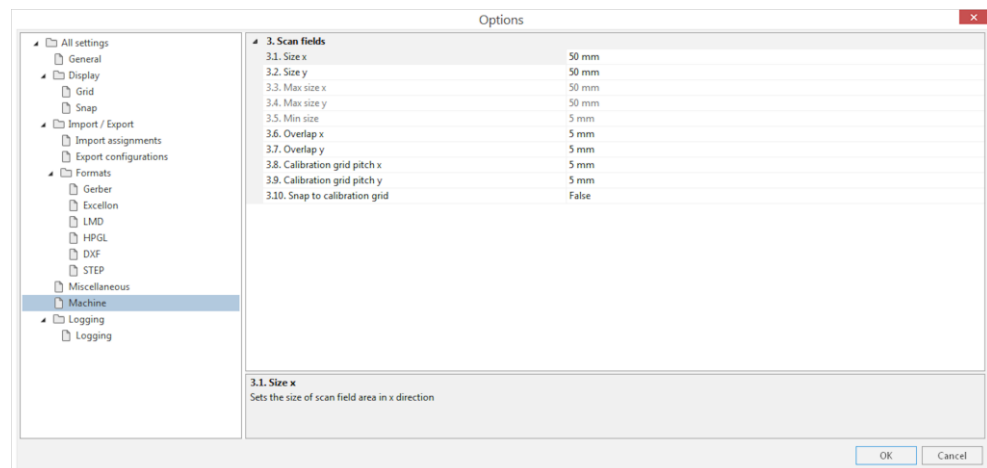 Options
All settings
General
Display
Grid
Snap
Import / Export
Import assignments
Export configurations
Formats
Gerber
Excellon
LMD
HPGL
DXF
STEP
Miscellaneous
Machine
Logging
Logging
3. Scan fields
3.1. Size x 50 mm
3.2. Size y 50 mm
3.3. Max size x 50 mm
3.4. Max size y 50 mm
3.5. Min size 5 mm
3.6. Overlap x 5 mm
3.7. Overlap y 5 mm
3.8. Calibration grid pitch x 5 mm
3.9. Calibration grid pitch y 5 mm
3.10. Snap to calibration grid False
3.1. Size x
Sets the size of scan field area in x direction
OK Cancel